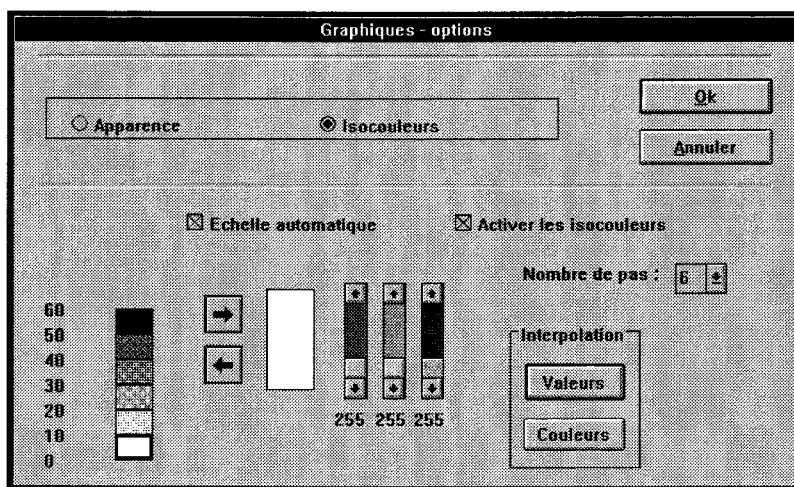 Graphiques - options
Apparence
Isocouleurs
Ok
Annuler
Echelle automatique
Activer les isocouleurs
Nombre de pas :
6
60
50
40
30
20
10
0
255 255 255
Interpolation
Valeurs
Couleurs